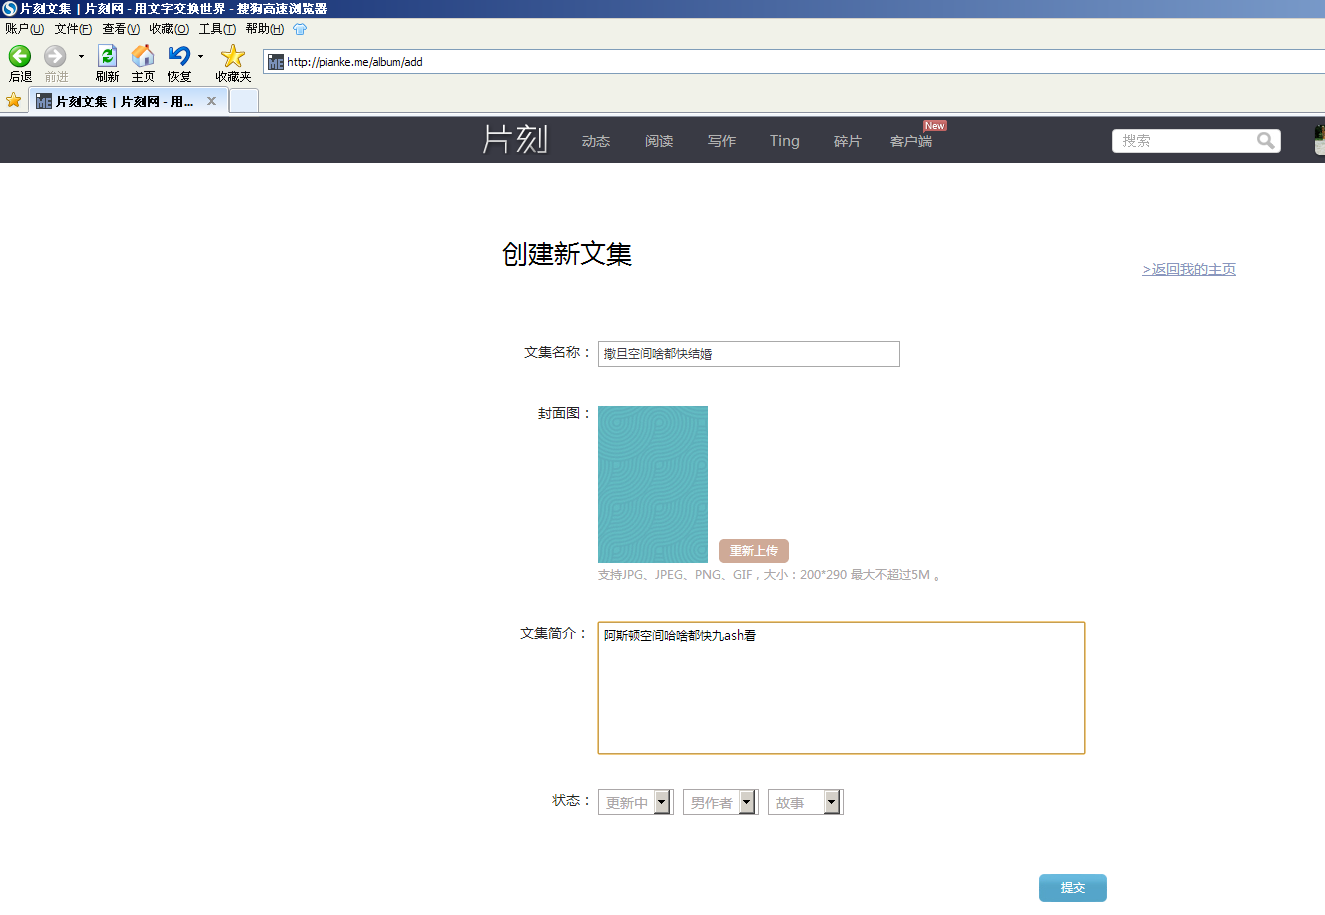 片刻文集 | 片刻网 - 用文字交换世界 - 搜狗高速浏览器
账户(U) 文件(F) 查看(V) 收藏(O) 工具(T) 帮助(H)
后退 前进 刷新 主页 恢复 收藏夹
ME http://pianke.me/album/add
ME 片刻文集 | 片刻网 - 用... x
片刻 动态 阅读 写作 Ting 碎片 客户端 New 搜索
创建新文集
>返回我的主页
文集名称： 撒旦空间啥都快结婚
封面图：
重新上传
支持JPG、JPEG、PNG、GIF，大小：200*290 最大不超过5M 。
文集简介： 阿斯顿空间哈啥都快九ash看
状态： 更新中 男作者 故事
提交